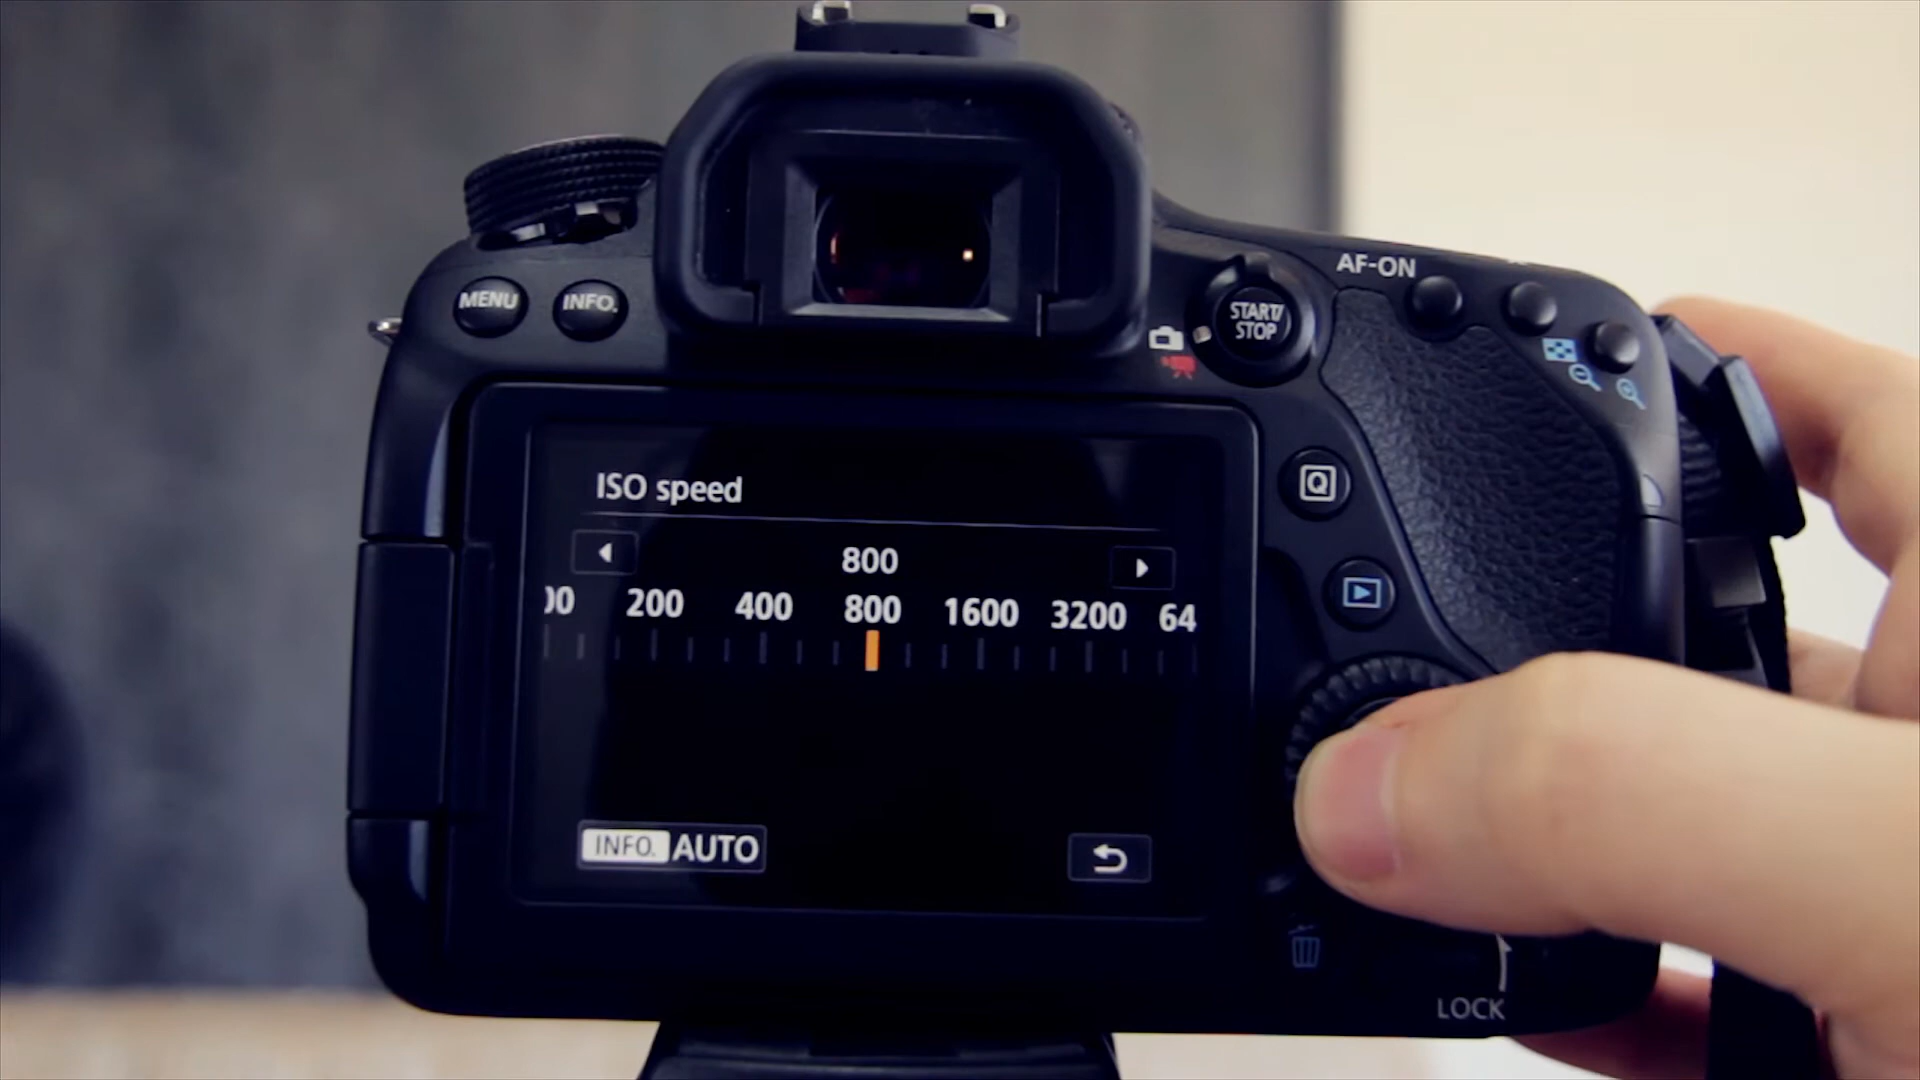 AF-ON
MENU
INFO.
START/
STOP
Q
ISO speed
800
00 200 400 800 1600 3200 64
INFO. AUTO
LOCK